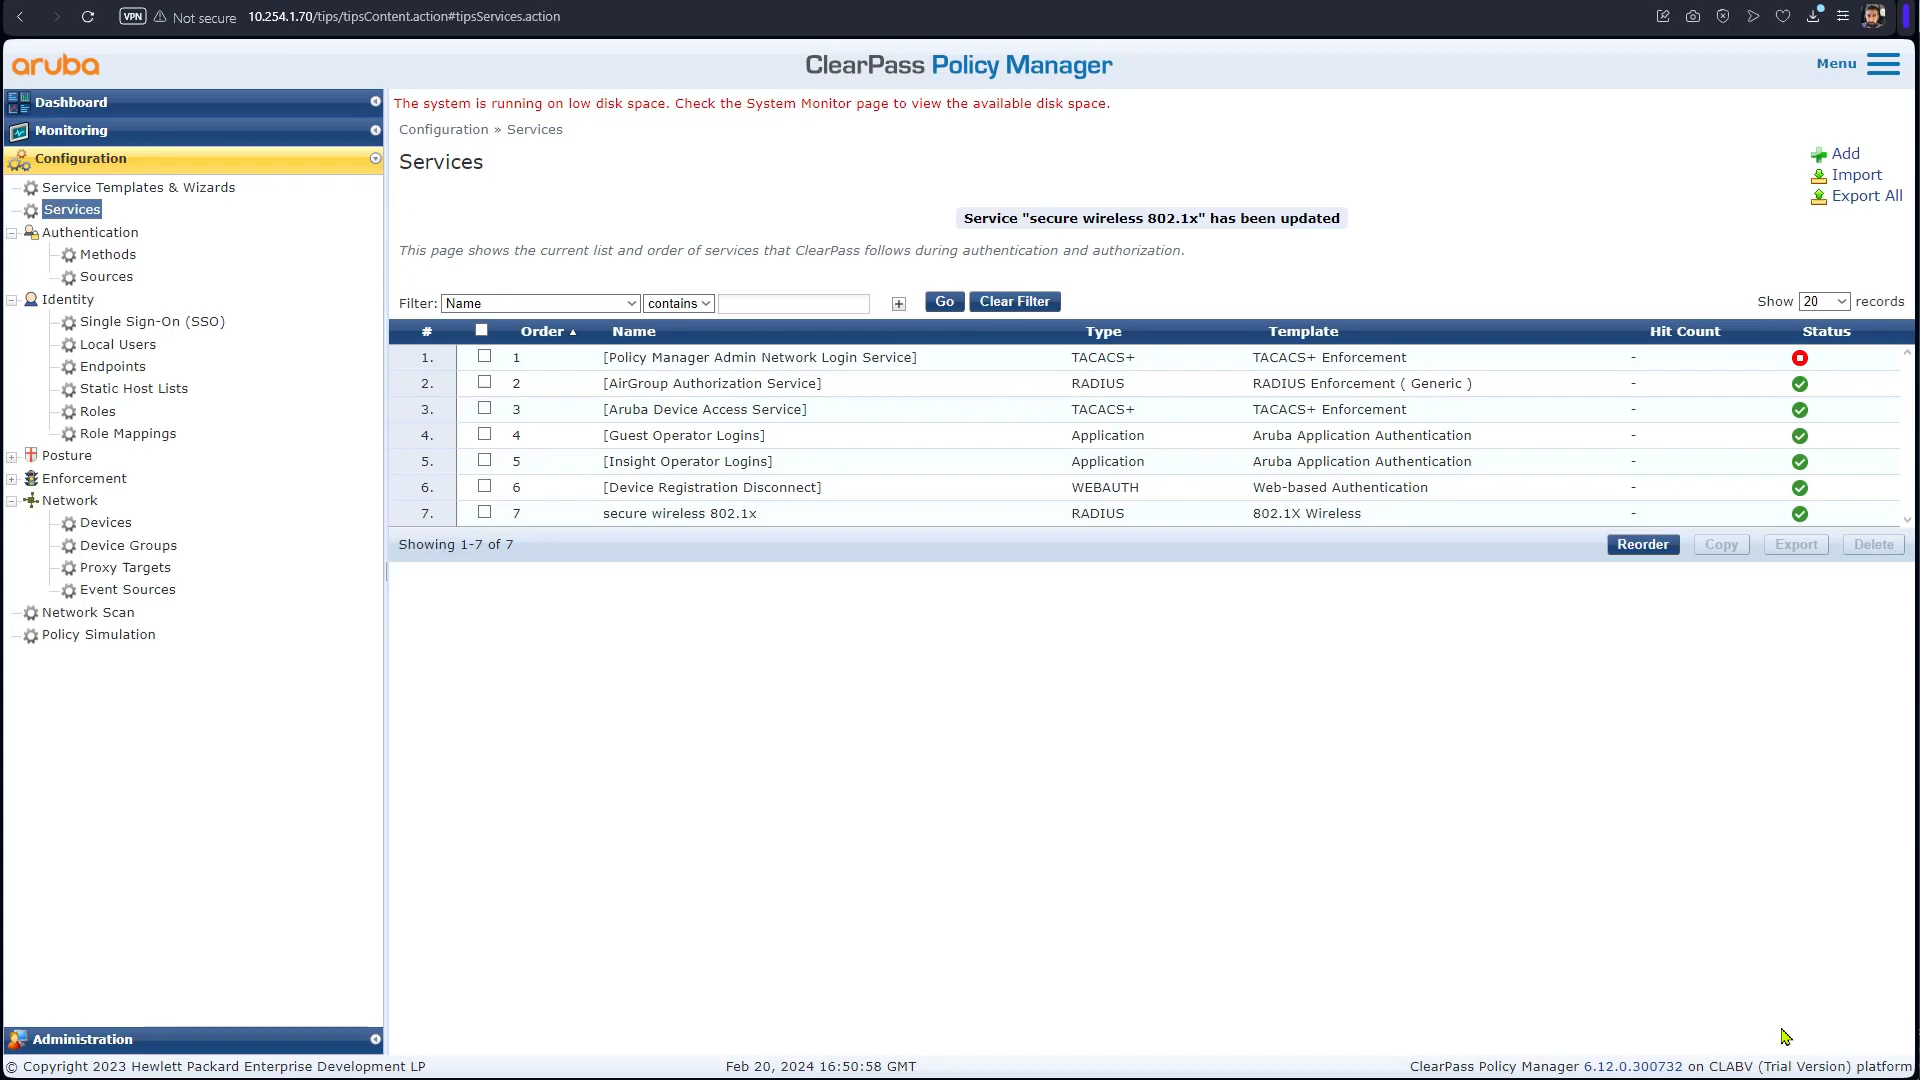 VPN Not secure 10.254.1.70/tips/tipsContent.action#tipsServices.action
aruba
ClearPass Policy Manager
Menu
Dashboard
Monitoring
Configuration
Service Templates & Wizards
Services
Authentication
Methods
Sources
Identity
Single Sign-On (SSO)
Local Users
Endpoints
Static Host Lists
Roles
Role Mappings
Posture
Enforcement
Network
Devices
Device Groups
Proxy Targets
Event Sources
Network Scan
Policy Simulation
Administration
The system is running on low disk space. Check the System Monitor page to view the available disk space.
Configuration » Services
Services
Add
Import
Export All
Service "secure wireless 802.1x" has been updated
This page shows the current list and order of services that ClearPass follows during authentication and authorization.
Filter: Name contains + Go Clear Filter Show 20 records
# Order Name Type Template Hit Count Status
1. 1 [Policy Manager Admin Network Login Service] TACACS+ TACACS+ Enforcement -
2. 2 [AirGroup Authorization Service] RADIUS RADIUS Enforcement ( Generic ) -
3. 3 [Aruba Device Access Service] TACACS+ TACACS+ Enforcement -
4. 4 [Guest Operator Logins] Application Aruba Application Authentication -
5. 5 [Insight Operator Logins] Application Aruba Application Authentication -
6. 6 [Device Registration Disconnect] WEBAUTH Web-based Authentication -
7. 7 secure wireless 802.1x RADIUS 802.1X Wireless -
Showing 1-7 of 7 Reorder Copy Export Delete
© Copyright 2023 Hewlett Packard Enterprise Development LP Feb 20, 2024 16:50:58 GMT ClearPass Policy Manager 6.12.0.300732 on CLABV (Trial Version) platform